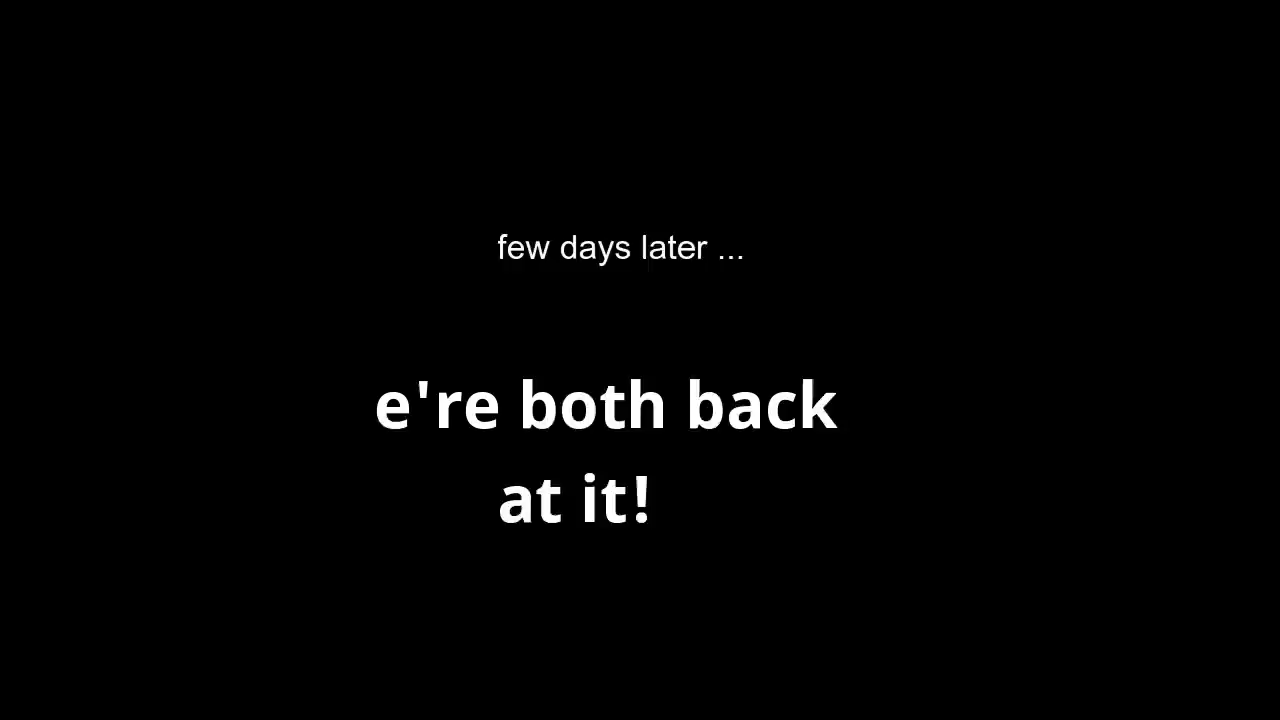 few days later ...
e're both back
at it!